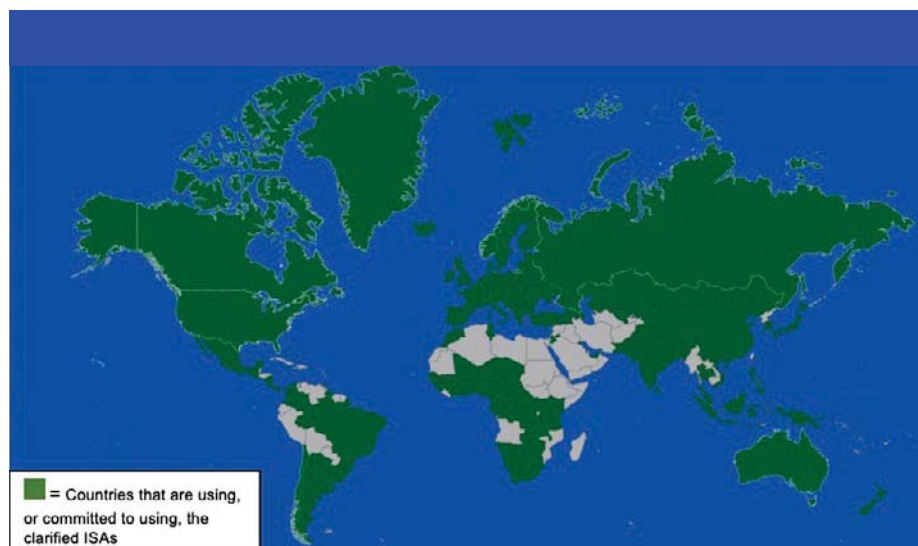 = Countries that are using,
or committed to using, the
clarified ISAs